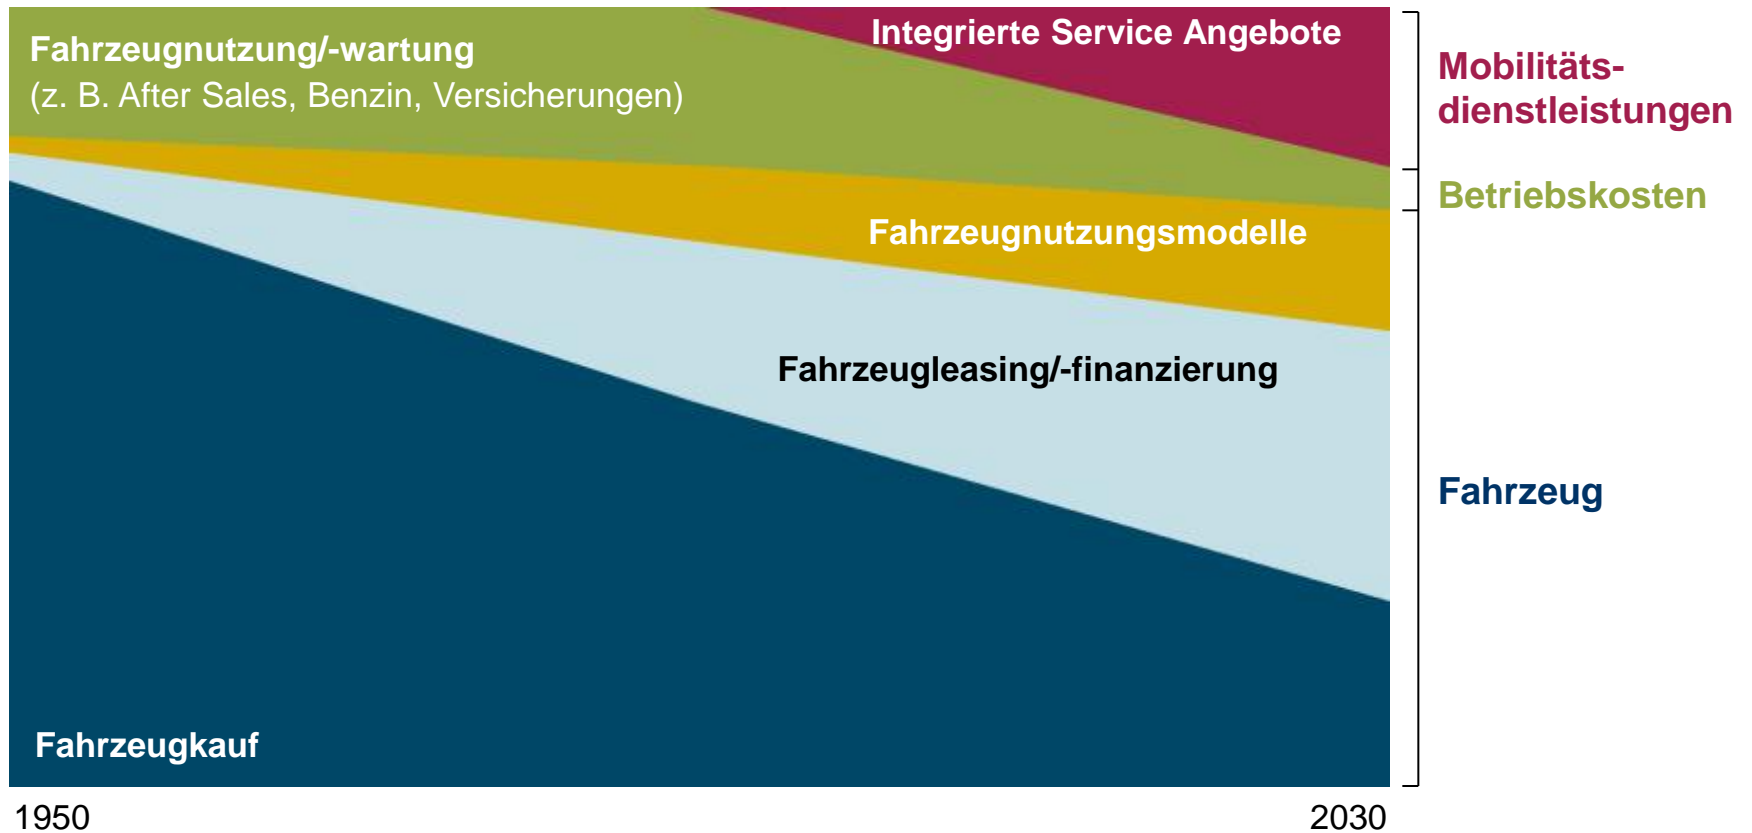 Fahrzeugnutzung/-wartung
(z. B. After Sales, Benzin, Versicherungen)
Integrierte Service Angebote
Mobilitäts-
dienstleistungen
Betriebskosten
Fahrzeugnutzungsmodelle
Fahrzeugleasing/-finanzierung
Fahrzeug
Fahrzeugkauf
1950
2030